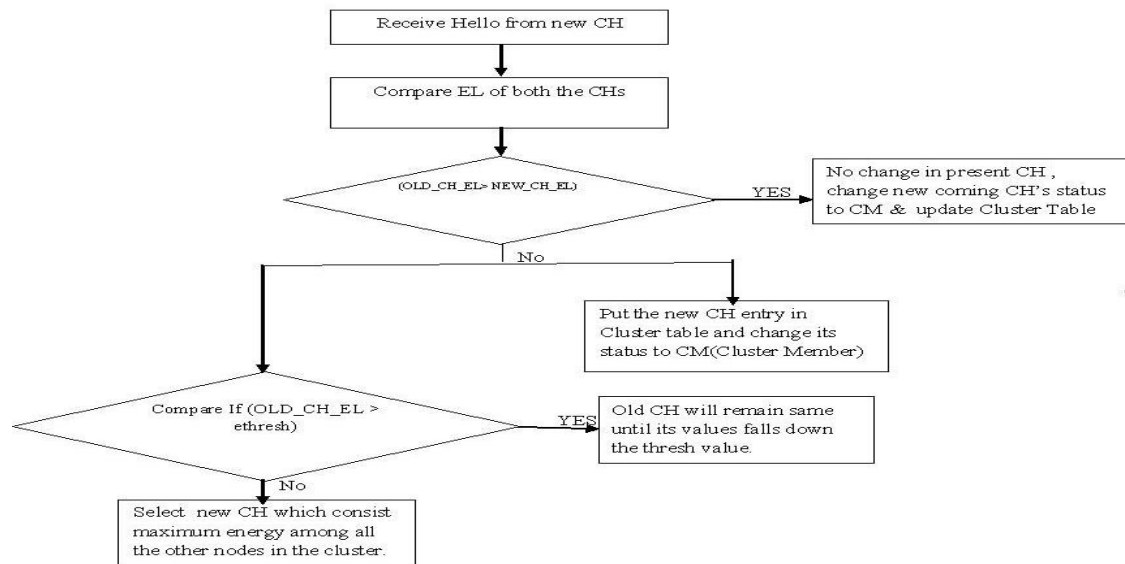 Receive Hello from new CH
Compare EL of both the CHs
(OLD_CH_EL> NEW_CH_EL)
YES
No change in present CH ,
change new coming CH's status
to CM & update Cluster Table
No
Put the new CH entry in
Cluster table and change its
status to CM(Cluster Member)
Compare If (OLD_CH_EL >
ethresh)
YES
Old CH will remain same
until its values falls down
the thresh value.
No
Select new CH which consist
maximum energy among all
the other nodes in the cluster.